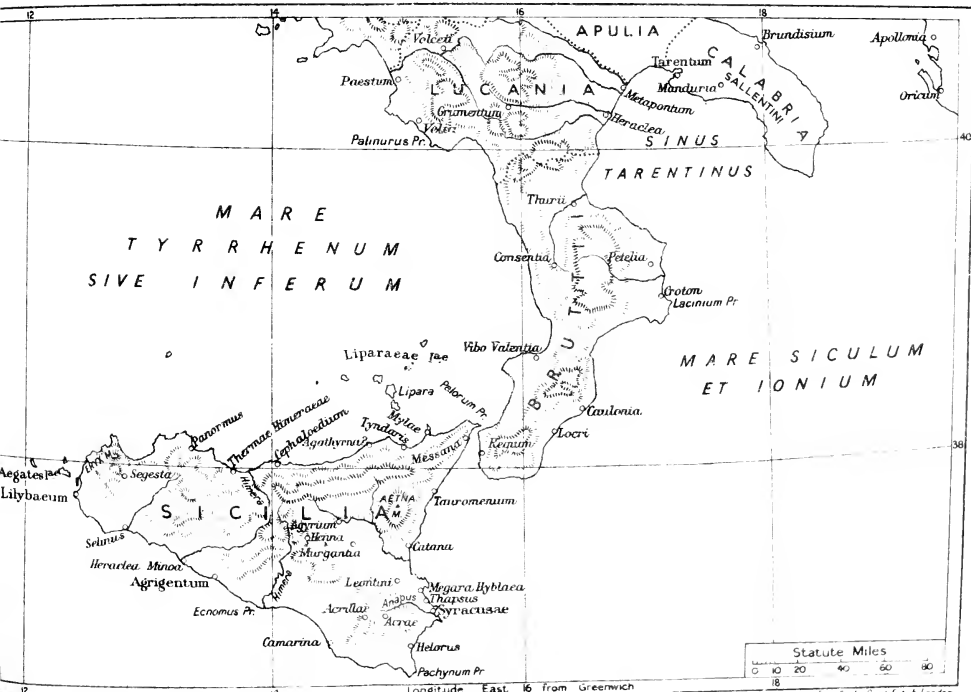 12
14
16
18
APULIA
Brundisium
Apollonia
Volcei
CALABRIA
SALLENTINI
Tarentum
Paestum
Manduria
LUCANIA
Metapontum
Oricum
Grumentum
Heraclea
Velia
Palinurus Pr.
SINUS
40
TARENTINUS
Thurii
MARE
TYRRHENUM
SIVE INFERUM
Consentia
Petelia
Croton
Lacinium Pr
BRUTTII
Vibo Valentia
MARE SICULUM
ET IONIUM
Liparaeae Iae
Lipara
Pelorum Pr.
Caulonia
Locri
Regium
Panormus
Thermae Himeraeae
Cephaloedium
Agathyrna
Tyndaris
Mylae
Messana
38
Aegates Iae
Eryx M.
Segesta
Lilybaeum
Himera
AETNA
M.
Tauromenium
SICILIA
Selinus
Agyrium
Henna
Murgantia
Catana
Heraclea Minoa
Agrigentum
Himera
Leontini
Megara Hyblaea
Thapsus
Anapus
Syracusae
Ecnomus Pr.
Acrillae
Acrae
Camarina
Helorus
Pachynum Pr
Statute Miles
0 10 20 40 60 80
Longitude East 16 from Greenwich
18